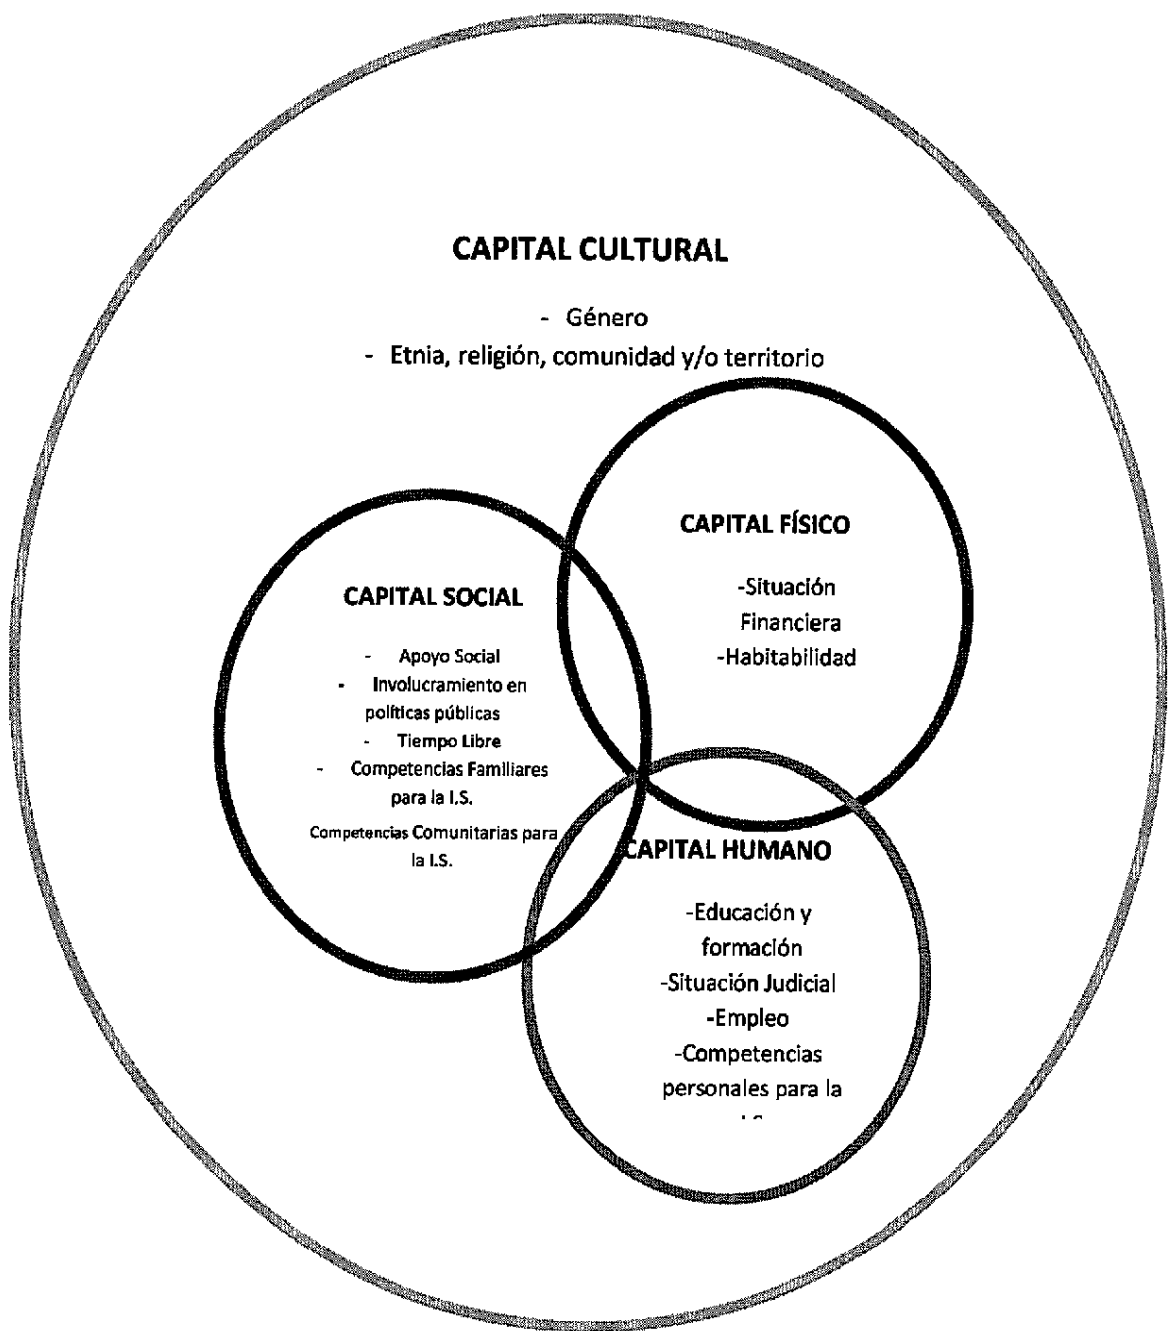 CAPITAL CULTURAL
- Género
- Etnia, religión, comunidad y/o territorio
CAPITAL FÍSICO
-Situación
Financiera
-Habitabilidad
CAPITAL SOCIAL
- Apoyo Social
- Involucramiento en
políticas públicas
- Tiempo Libre
- Competencias Familiares
para la I.S.
Competencias Comunitarias para
la I.S.
CAPITAL HUMANO
-Educación y
formación
-Situación Judicial
-Empleo
-Competencias
personales para la